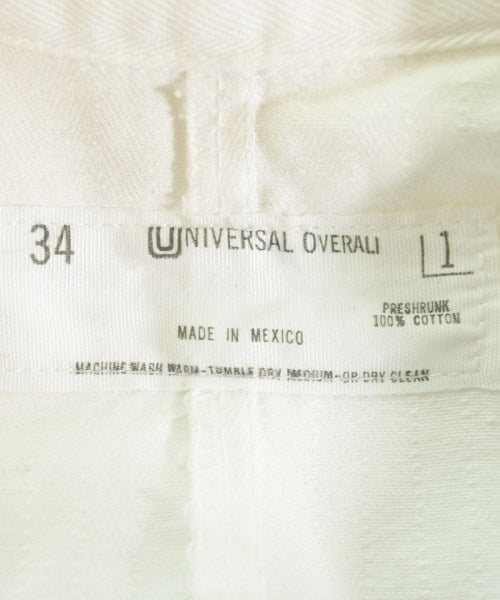 34 UNIVERSAL OVERALL 1
PRESHRUNK
100% COTTON
MADE IN MEXICO
MACHINE WASH WARM-TUMBLE DRY MEDIUM-OR DRY CLEAN